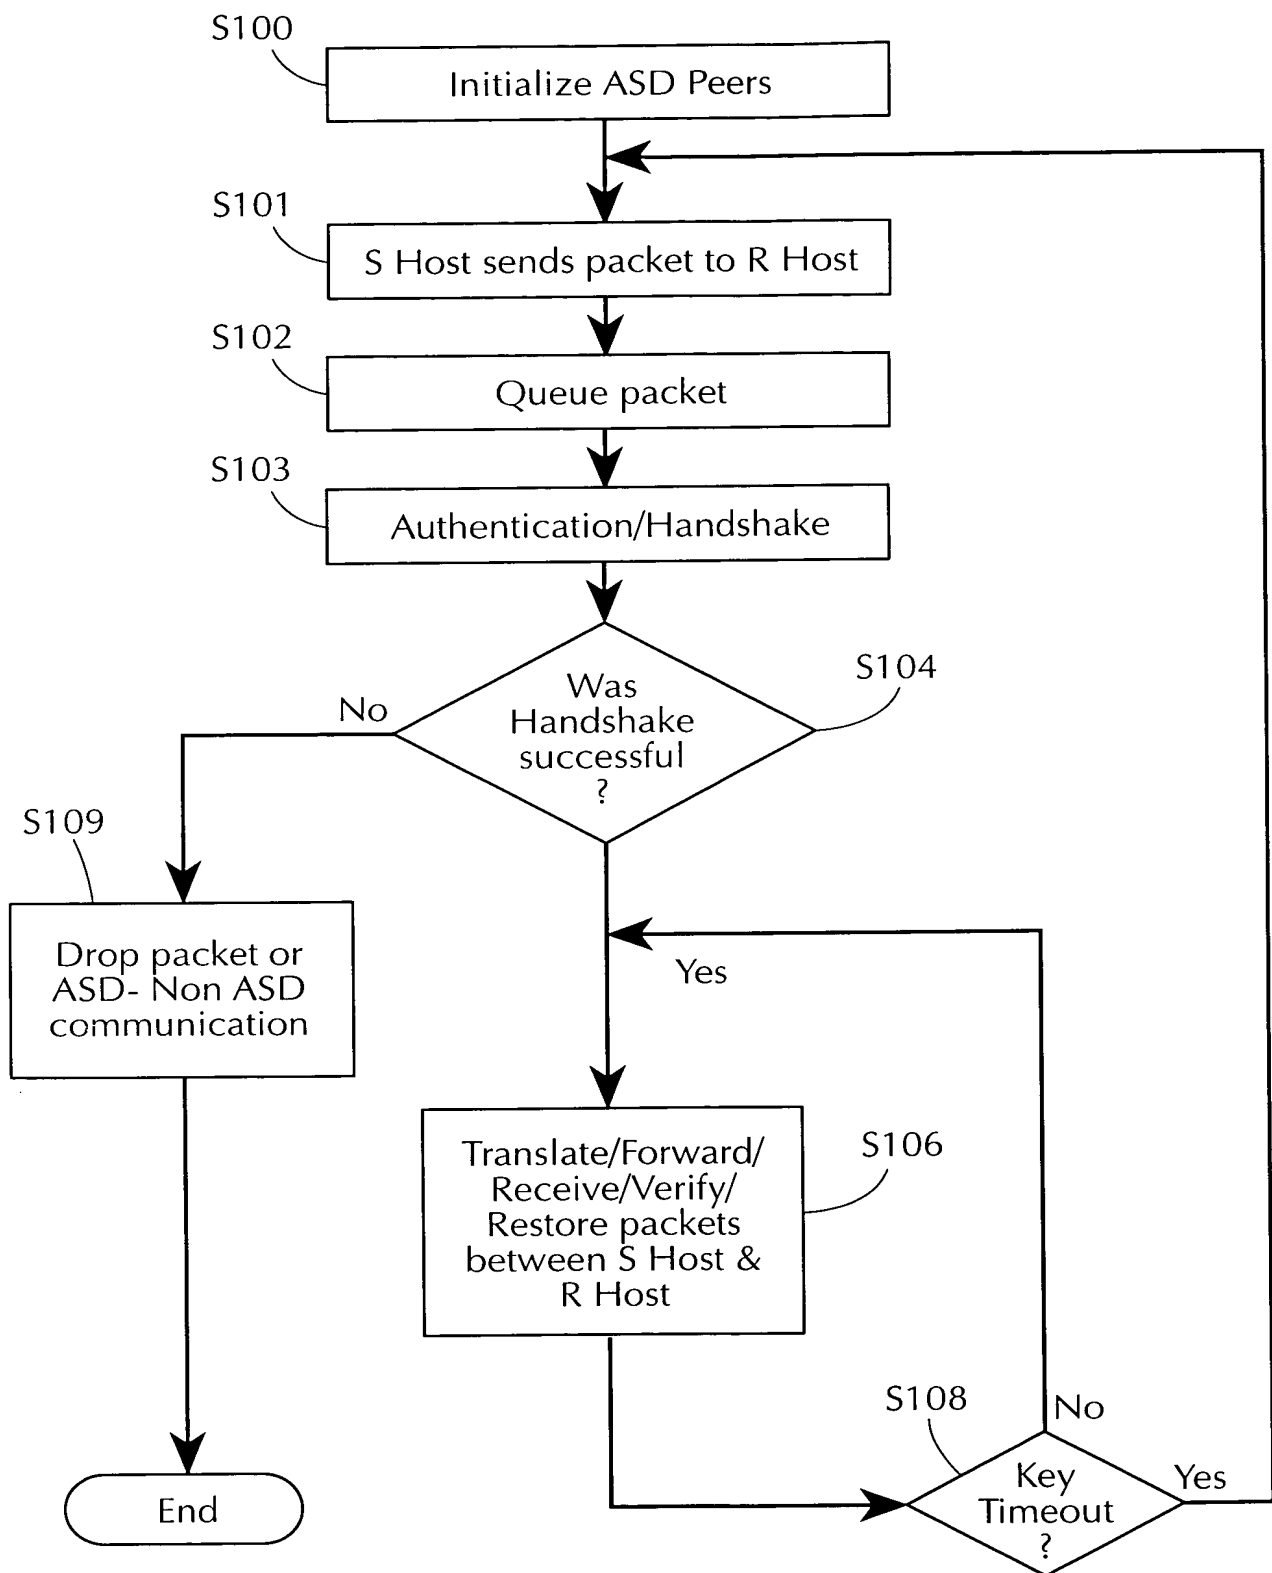 S100
Initialize ASD Peers
S101
S Host sends packet to R Host
S102
Queue packet
S103
Authentication/Handshake
S104
Was
Handshake
successful
?
No
S109
Drop packet or
ASD- Non ASD
communication
Yes
S106
Translate/Forward/
Receive/Verify/
Restore packets
between S Host &
R Host
S108
No
Key
Timeout
?
Yes
End